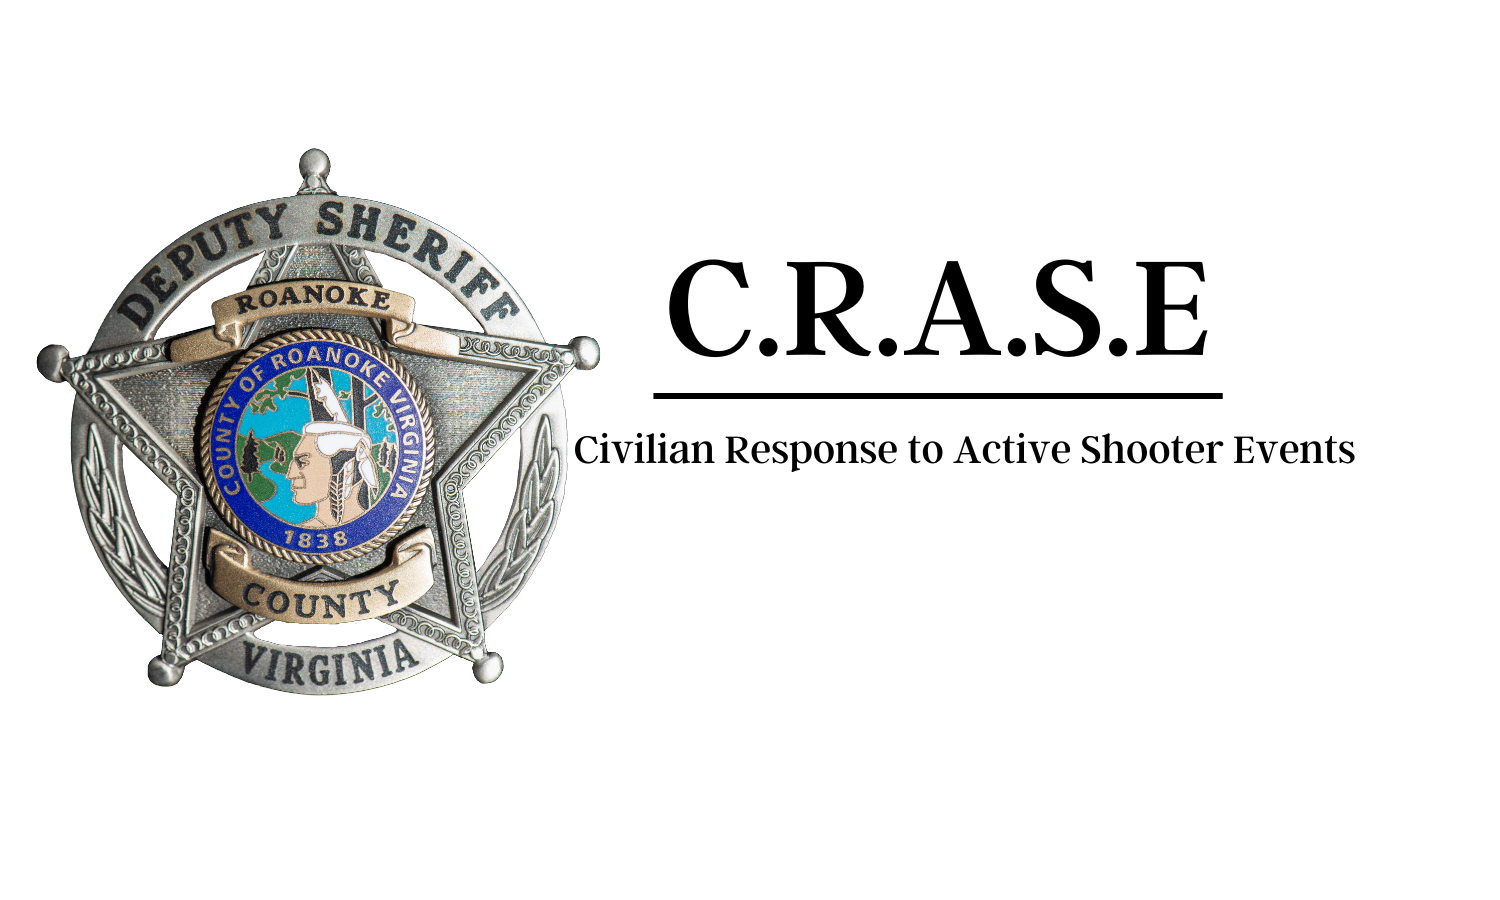 DEPUTY SHERIFF
ROANOKE
COUNTY OF ROANOKE VIRGINIA
1838
COUNTY
VIRGINIA
C.R.A.S.E
Civilian Response to Active Shooter Events